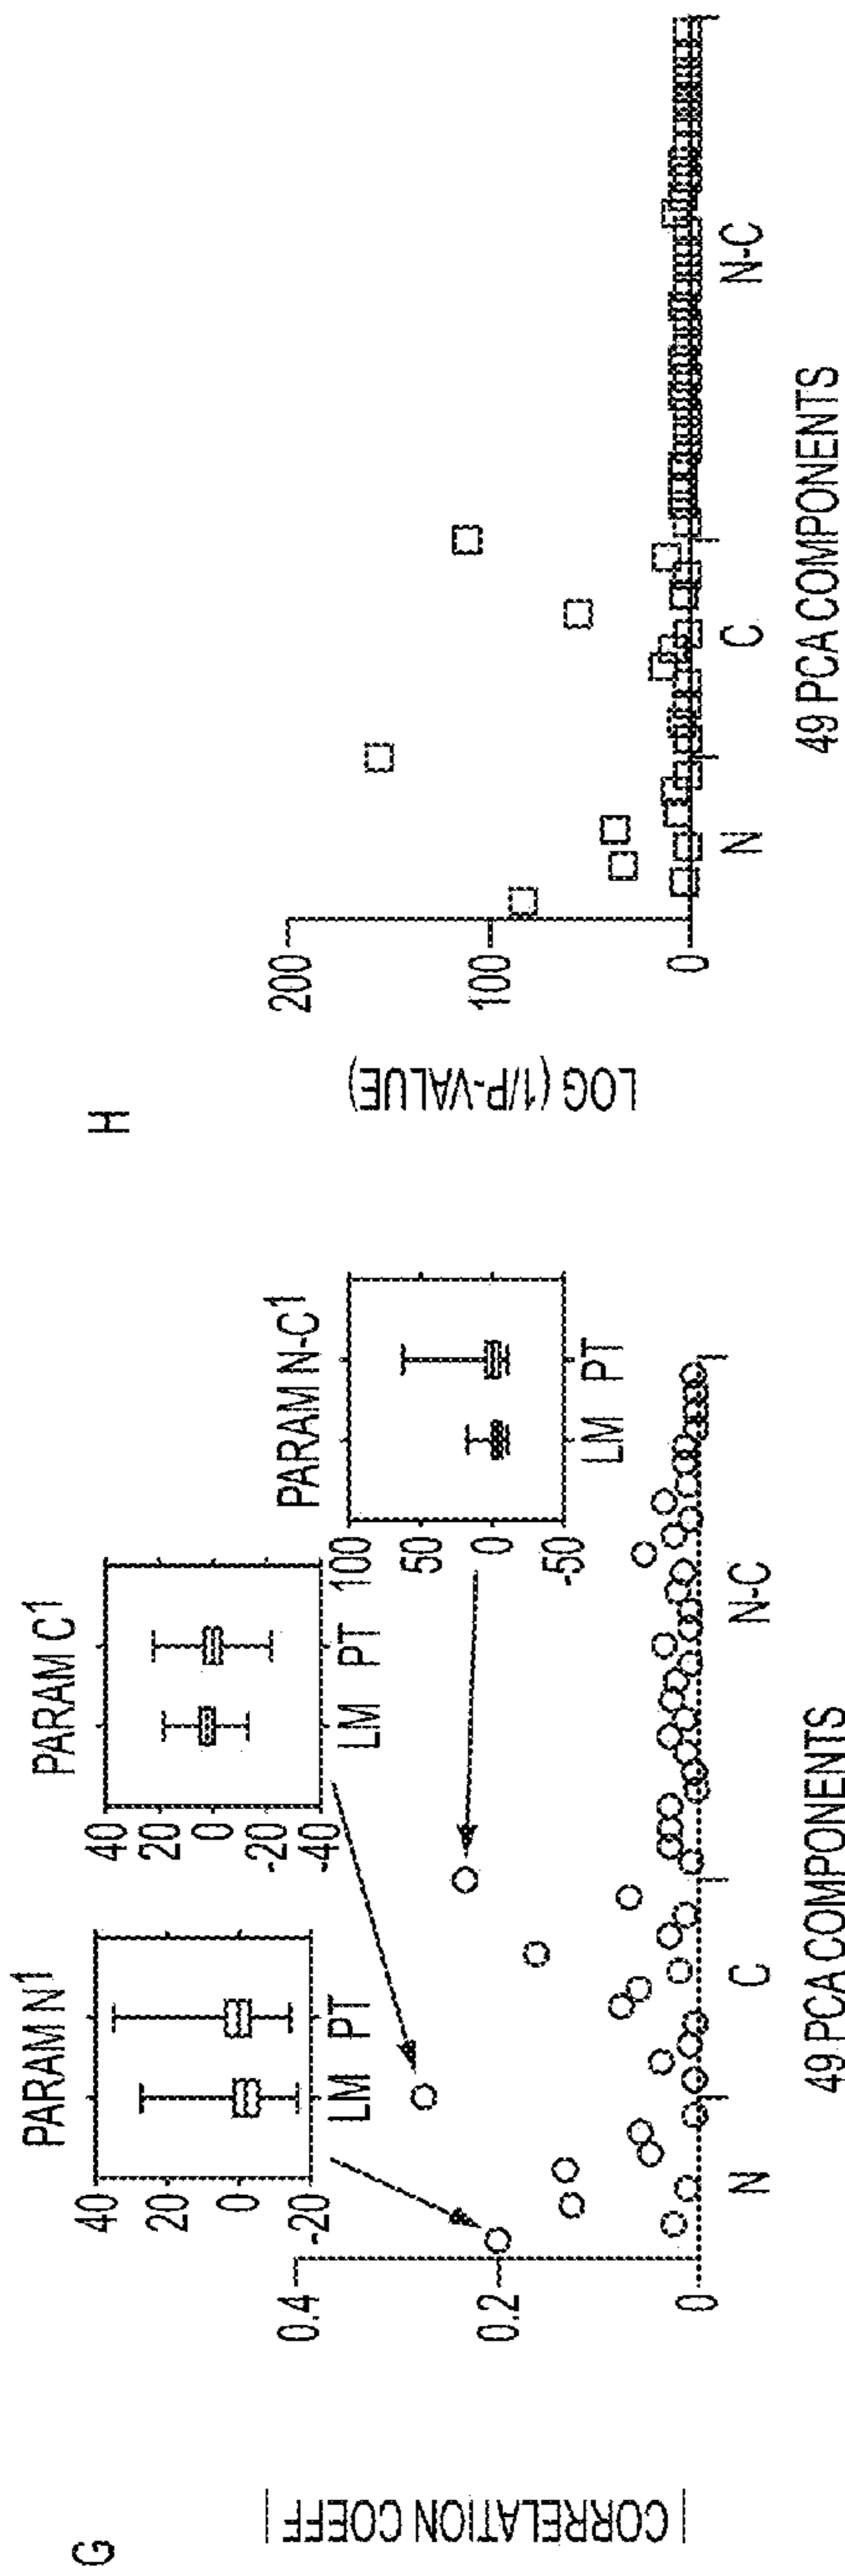 G
| CORRELATION COEFF |
0.4
0.2
0
N
C
N-C
49 PCA COMPONENTS
PARAM N1
40
20
0
-20
LM PT
PARAM C1
40
20
0
-20
-40
LM PT
PARAM N-C1
100
50
0
-50
LM PT
H
LOG (1/P-VALUE)
200
100
0
N
C
N-C
49 PCA COMPONENTS